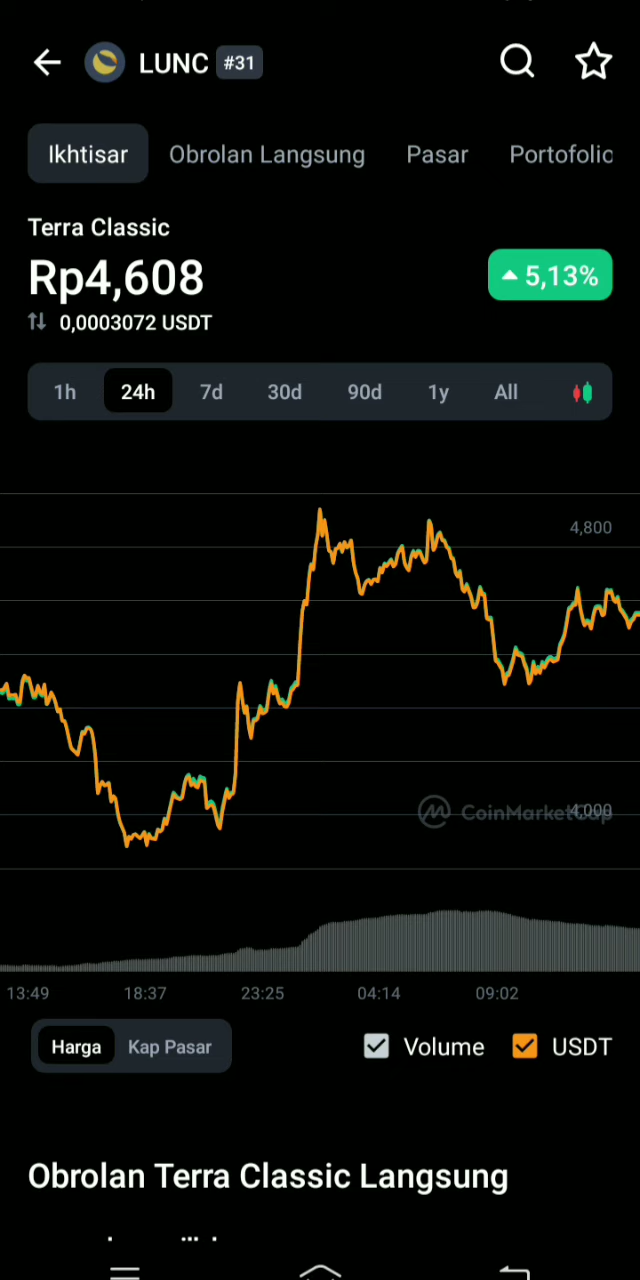 LUNC #31
Ikhtisar Obrolan Langsung Pasar Portofolio
Terra Classic
Rp4,608
5,13%
0,0003072 USDT
1h 24h 7d 30d 90d 1y All
4,800
4,000
CoinMarketCap
13:49 18:37 23:25 04:14 09:02
Harga Kap Pasar Volume USDT
Obrolan Terra Classic Langsung